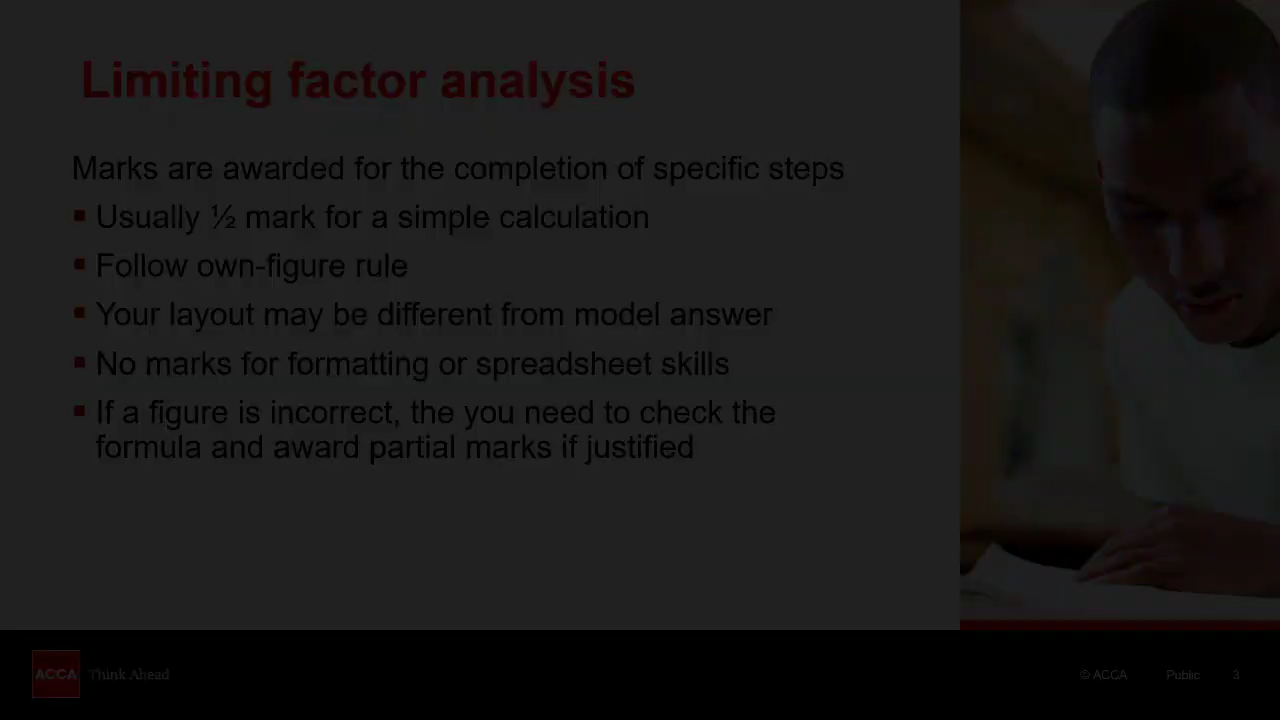 Limiting factor analysis
Marks are awarded for the completion of specific steps
▪ Usually ½ mark for a simple calculation
▪ Follow own-figure rule
▪ Your layout may be different from model answer
▪ No marks for formatting or spreadsheet skills
▪ If a figure is incorrect, the you need to check the
formula and award partial marks if justified
ACCA Think Ahead
© ACCA Public 3